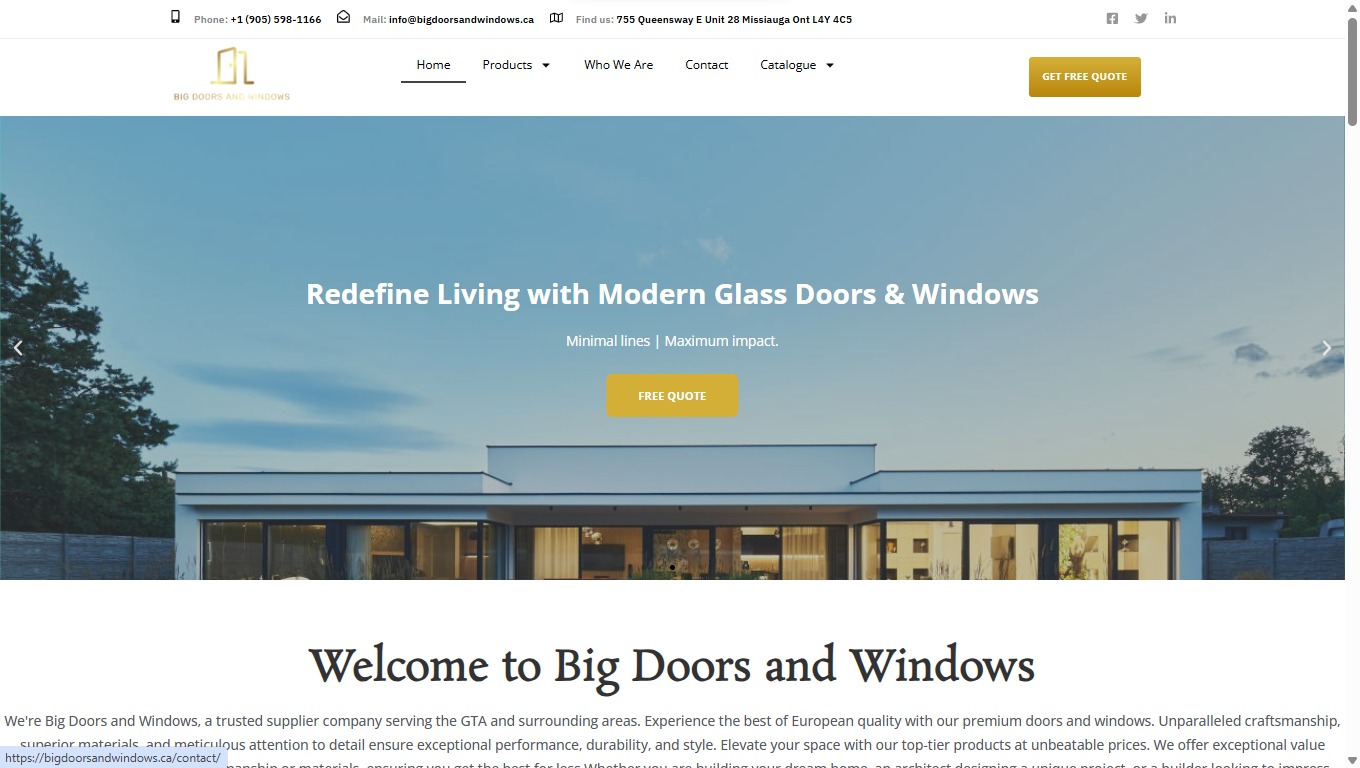 Phone: +1 (905) 598-1166 Mail: info@bigdoorsandwindows.ca Find us: 755 Queensway E Unit 28 Missiauga Ont L4Y 4C5
BIG DOORS AND WINDOWS
Home Products Who We Are Contact Catalogue
GET FREE QUOTE
Redefine Living with Modern Glass Doors & Windows
Minimal lines | Maximum impact.
FREE QUOTE
Welcome to Big Doors and Windows
We're Big Doors and Windows, a trusted supplier company serving the GTA and surrounding areas. Experience the best of European quality with our premium doors and windows. Unparalleled craftsmanship,
superior materials, and meticulous attention to detail ensure exceptional performance, durability, and style. Elevate your space with our top-tier products at unbeatable prices. We offer exceptional value
https://bigdoorsandwindows.ca/contact/
or materials, ensuring you get the best for less.Whether you are building your dream home, an architect designing a unique project, or a builder looking to impress